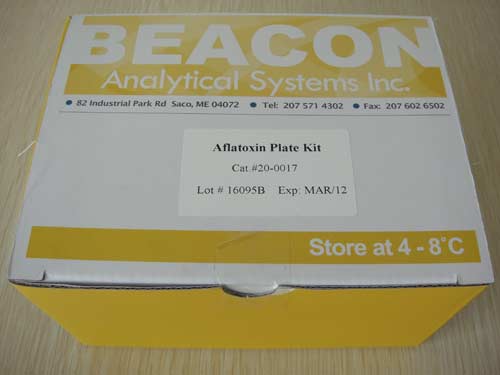 BEACON
Analytical Systems Inc.
● 82 Industrial Park Rd Saco, ME 04072 ● Tel: 207 571 4302 ● Fax: 207 602 6502
Aflatoxin Plate Kit
Cat.#20-0017
Lot # 16095B Exp: MAR/12
Store at 4 - 8°C